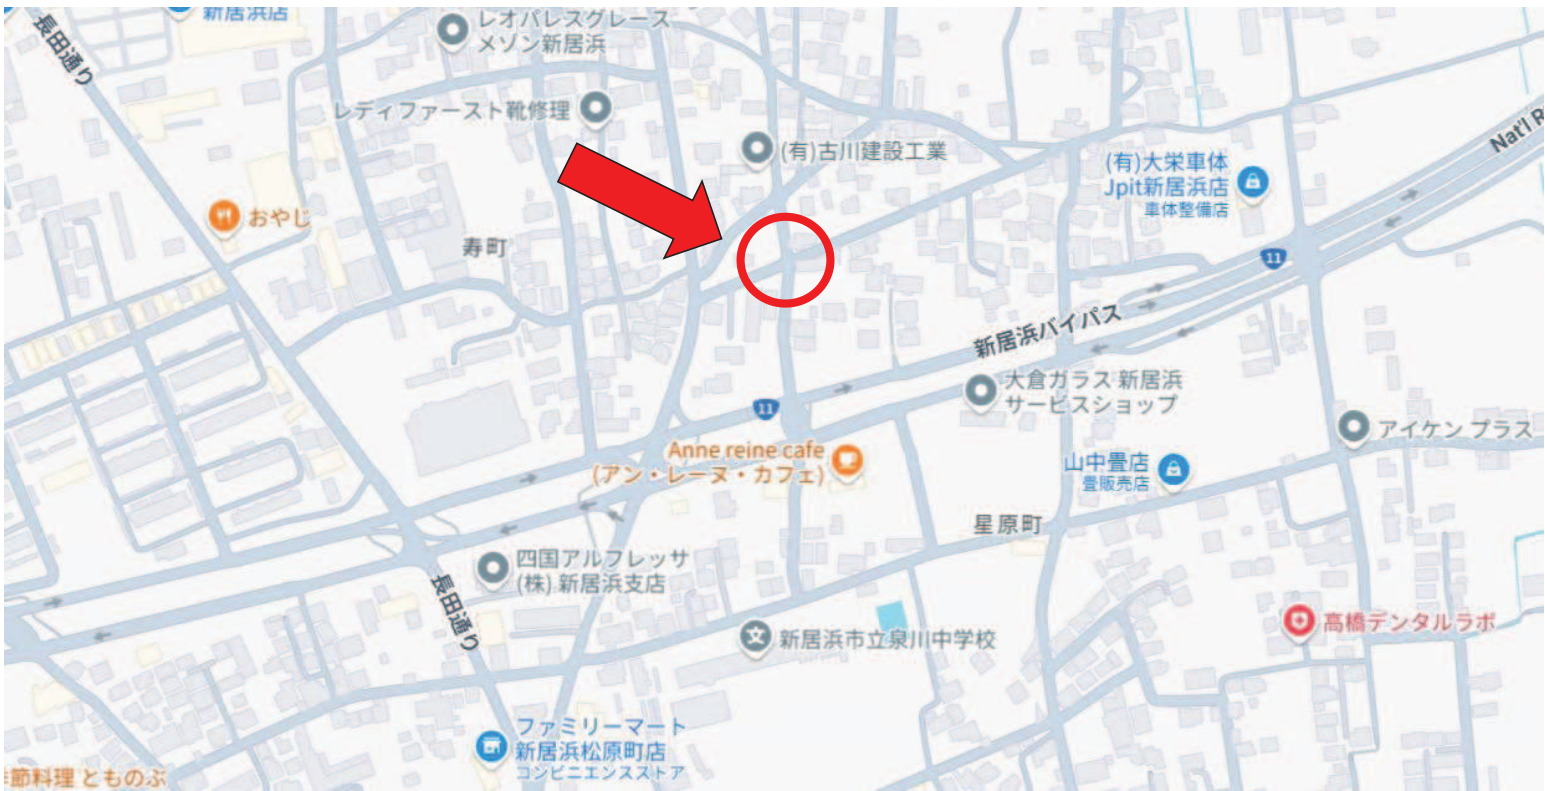 新居浜店
レオパレスグレース
メゾン新居浜
長田通り
レディファースト靴修理
(有)古川建設工業
Nat'l R
(有)大栄車体
Jpit新居浜店
車体整備店
おやじ
寿町
11
新居浜バイパス
大倉ガラス 新居浜
サービスショップ
11
アイケン プラス
Anne reine cafe
(アン・レーヌ・カフェ)
山中畳店
畳販売店
星原町
四国アルフレッサ
(株) 新居浜支店
長田通り
新居浜市立泉川中学校
高橋デンタルラボ
ファミリーマート
新居浜松原町店
コンビニエンスストア
節料理 とものぶ